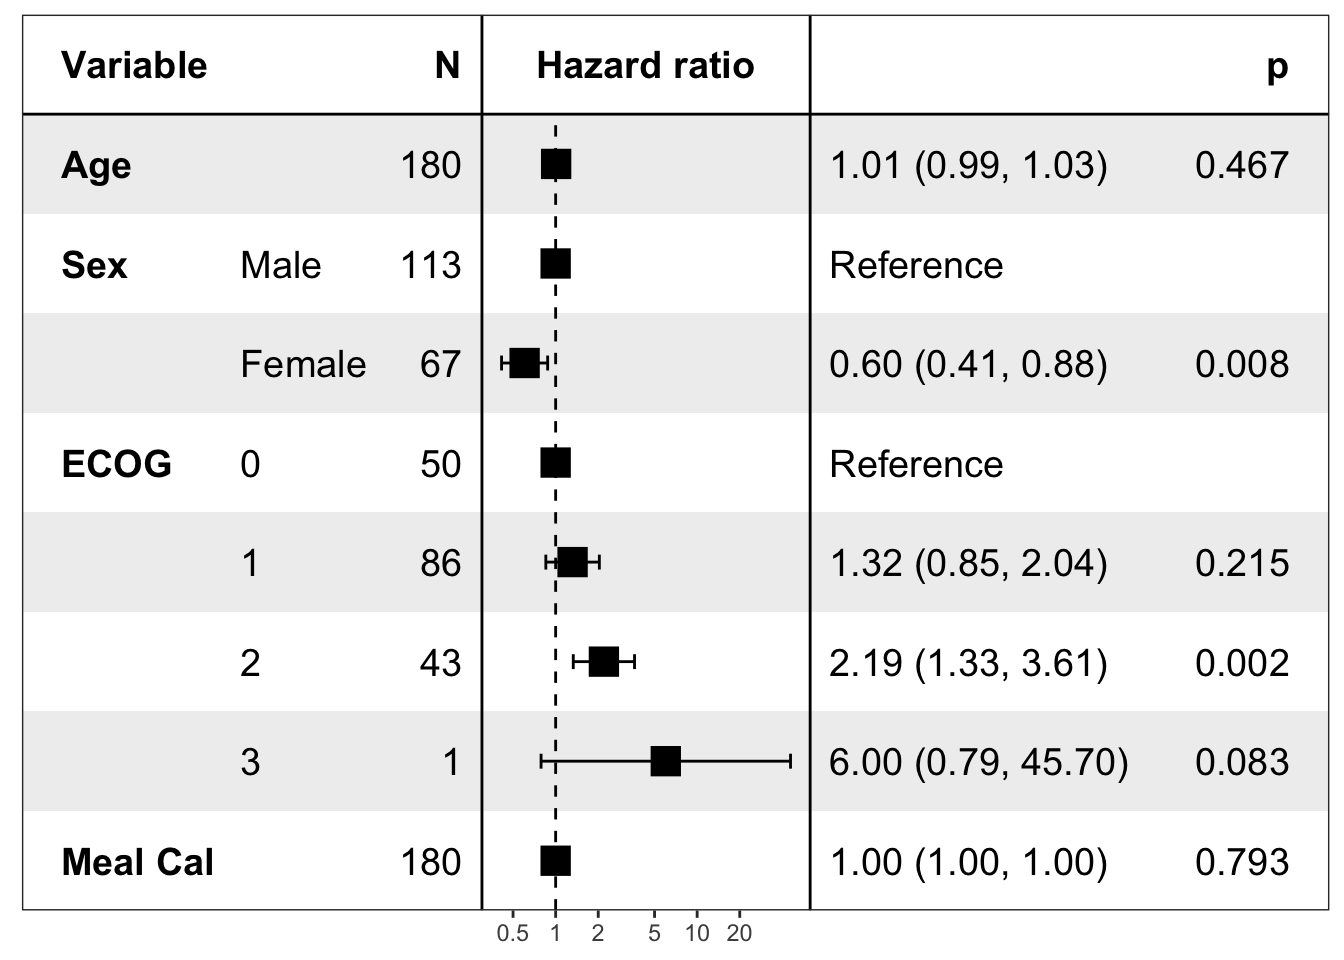 Variable N Hazard ratio p
Age 180 1.01 (0.99, 1.03) 0.467
Sex Male 113 Reference
Female 67 0.60 (0.41, 0.88) 0.008
ECOG 0 50 Reference
1 86 1.32 (0.85, 2.04) 0.215
2 43 2.19 (1.33, 3.61) 0.002
3 1 6.00 (0.79, 45.70) 0.083
Meal Cal 180 1.00 (1.00, 1.00) 0.793
0.5 1 2 5 10 20